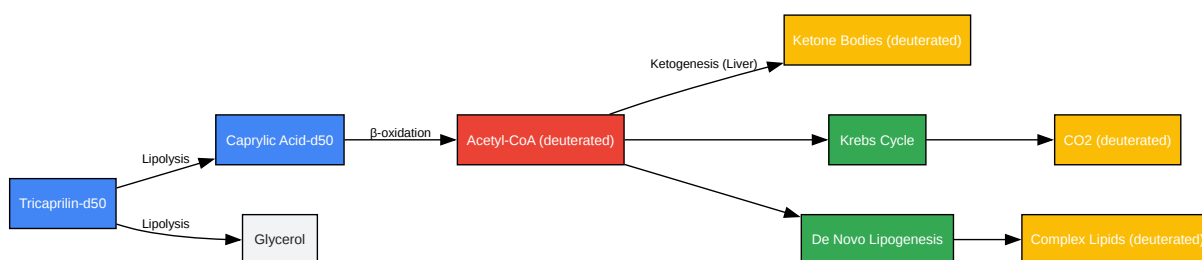 Ketone Bodies (deuterated)
Ketogenesis (Liver)
Caprylic Acid-d50
β-oxidation
Acetyl-CoA (deuterated)
Krebs Cycle
CO2 (deuterated)
Lipolysis
Tricaprilin-d50
Lipolysis
Glycerol
De Novo Lipogenesis
Complex Lipids (deuterated)